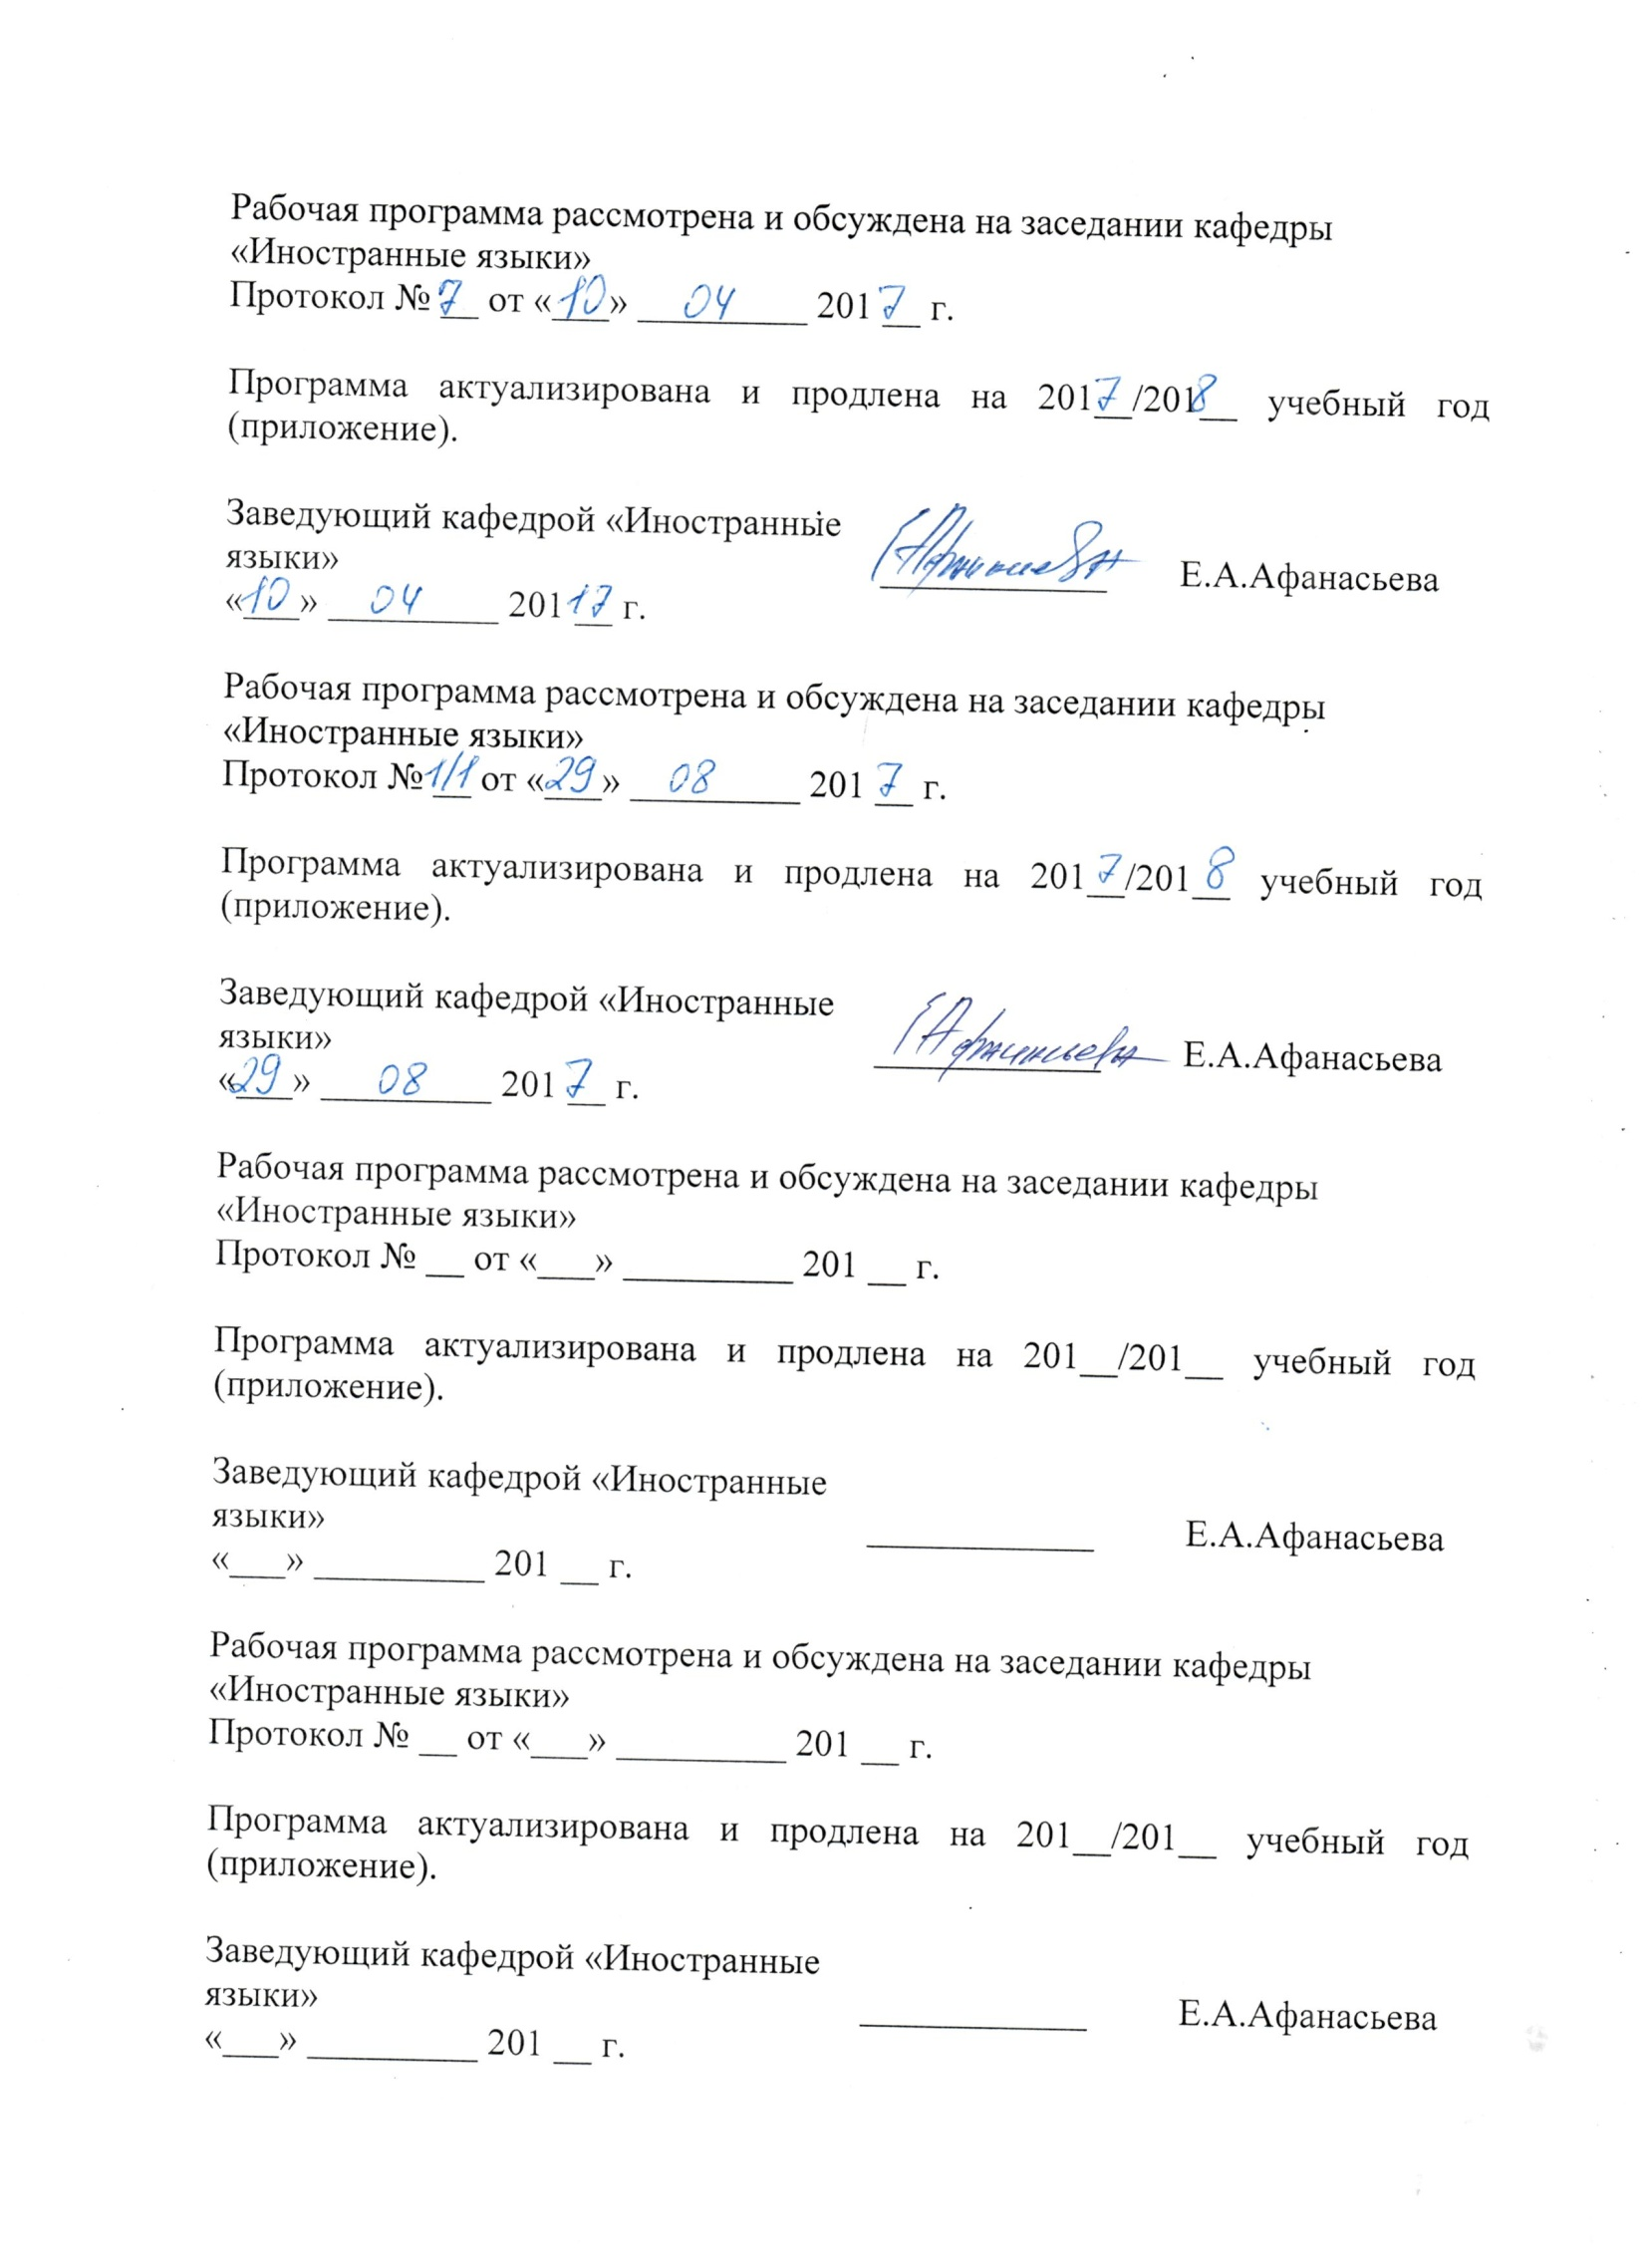 Рабочая программа рассмотрена и обсуждена на заседании кафедры
«Иностранные языки»
Протокол № 7 от «10» 04 2017 г.
Программа актуализирована и продлена на 2017/2018 учебный год
(приложение).
Заведующий кафедрой «Иностранные
языки»
Е.А.Афанасьева
«10» 04 20117 г.
Рабочая программа рассмотрена и обсуждена на заседании кафедры
«Иностранные языки»
Протокол № 1/1 от «29» 08 2017 г.
Программа актуализирована и продлена на 2017/2018 учебный год
(приложение).
Заведующий кафедрой «Иностранные
языки»
Е.А.Афанасьева
«29» 08 2017 г.
Рабочая программа рассмотрена и обсуждена на заседании кафедры
«Иностранные языки»
Протокол № __ от «___» _________ 201 __ г.
Программа актуализирована и продлена на 201__/201__ учебный год
(приложение).
Заведующий кафедрой «Иностранные
языки»
____________ Е.А.Афанасьева
«___» _________ 201 __ г.
Рабочая программа рассмотрена и обсуждена на заседании кафедры
«Иностранные языки»
Протокол № __ от «___» _________ 201 __ г.
Программа актуализирована и продлена на 201__/201__ учебный год
(приложение).
Заведующий кафедрой «Иностранные
языки»
____________ Е.А.Афанасьева
«___» _________ 201 __ г.